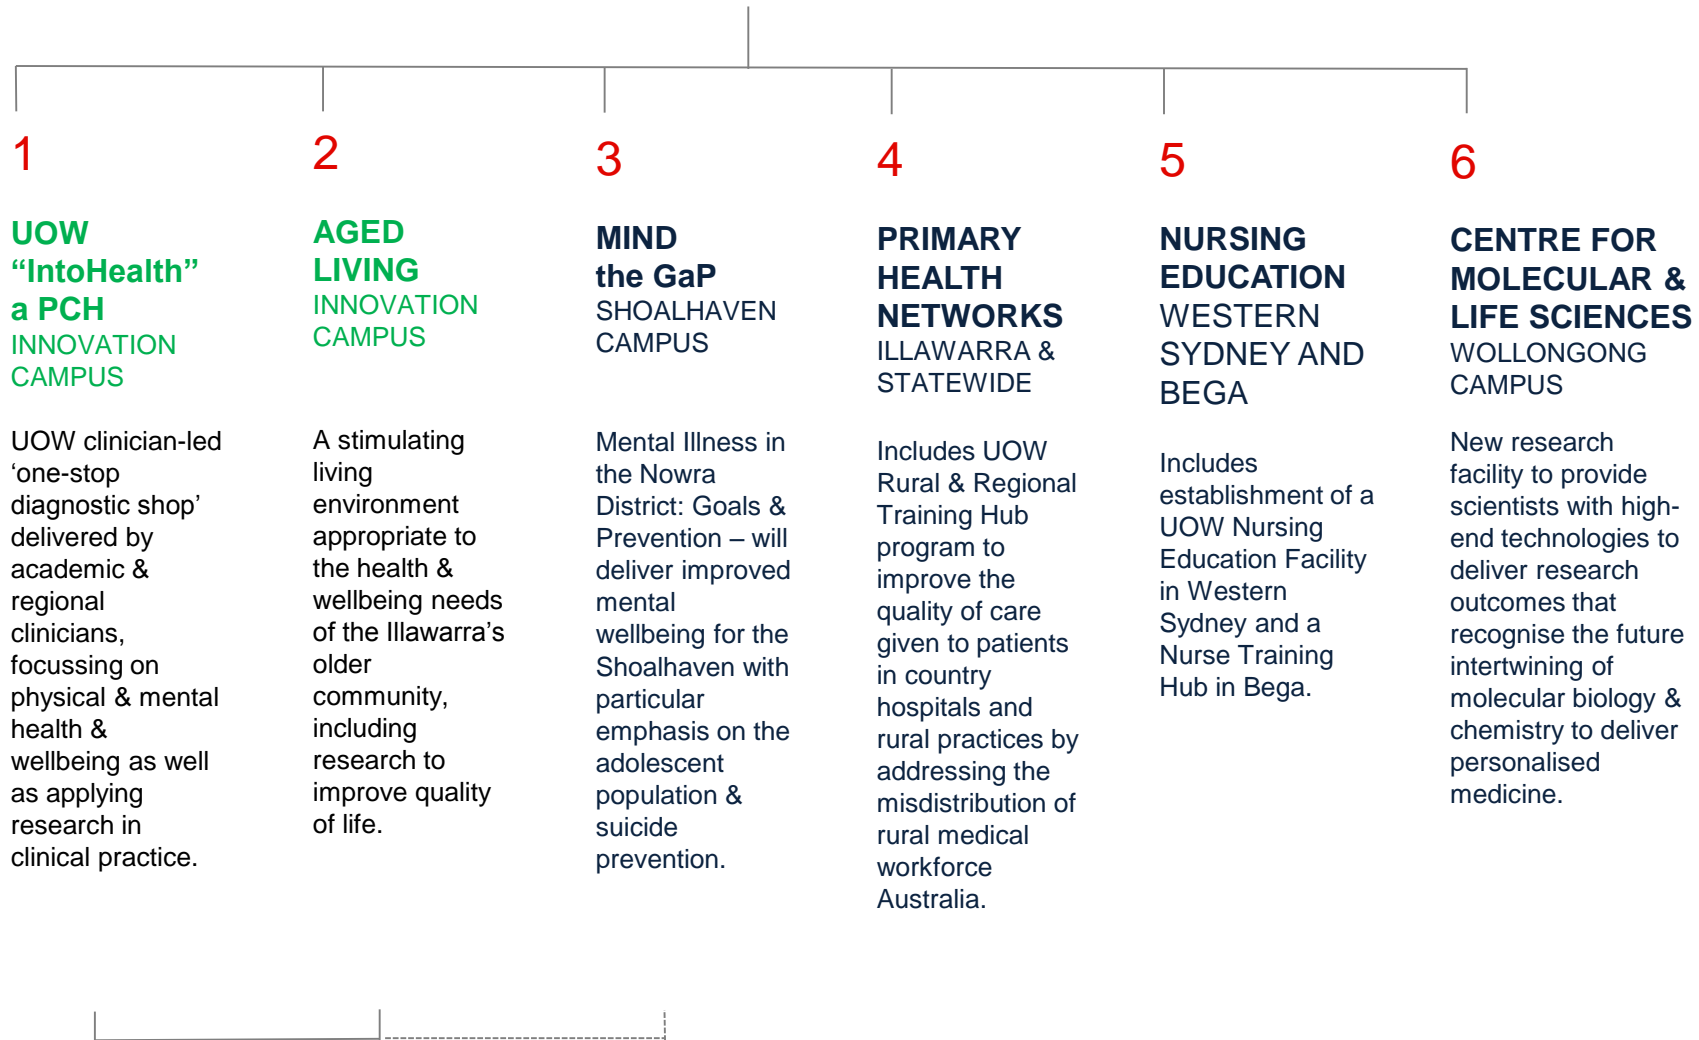 1
UOW
“IntoHealth”
a PCH
INNOVATION
CAMPUS
UOW clinician-led
‘one-stop
diagnostic shop’
delivered by
academic &
regional
clinicians,
focussing on
physical & mental
health &
wellbeing as well
as applying
research in
clinical practice.
2
AGED
LIVING
INNOVATION
CAMPUS
A stimulating
living
environment
appropriate to
the health &
wellbeing needs
of the Illawarra’s
older
community,
including
research to
improve quality
of life.
3
MIND
the GaP
SHOALHAVEN
CAMPUS
Mental Illness in
the Nowra
District: Goals &
Prevention – will
deliver improved
mental
wellbeing for the
Shoalhaven with
particular
emphasis on the
adolescent
population &
suicide
prevention.
4
PRIMARY
HEALTH
NETWORKS
ILLAWARRA &
STATEWIDE
Includes UOW
Rural & Regional
Training Hub
program to
improve the
quality of care
given to patients
in country
hospitals and
rural practices by
addressing the
misdistribution of
rural medical
workforce
Australia.
5
NURSING
EDUCATION
WESTERN
SYDNEY AND
BEGA
Includes
establishment of a
UOW Nursing
Education Facility
in Western
Sydney and a
Nurse Training
Hub in Bega.
6
CENTRE FOR
MOLECULAR &
LIFE SCIENCES
WOLLONGONG
CAMPUS
New research
facility to provide
scientists with high-
end technologies to
deliver research
outcomes that
recognise the future
intertwining of
molecular biology &
chemistry to deliver
personalised
medicine.